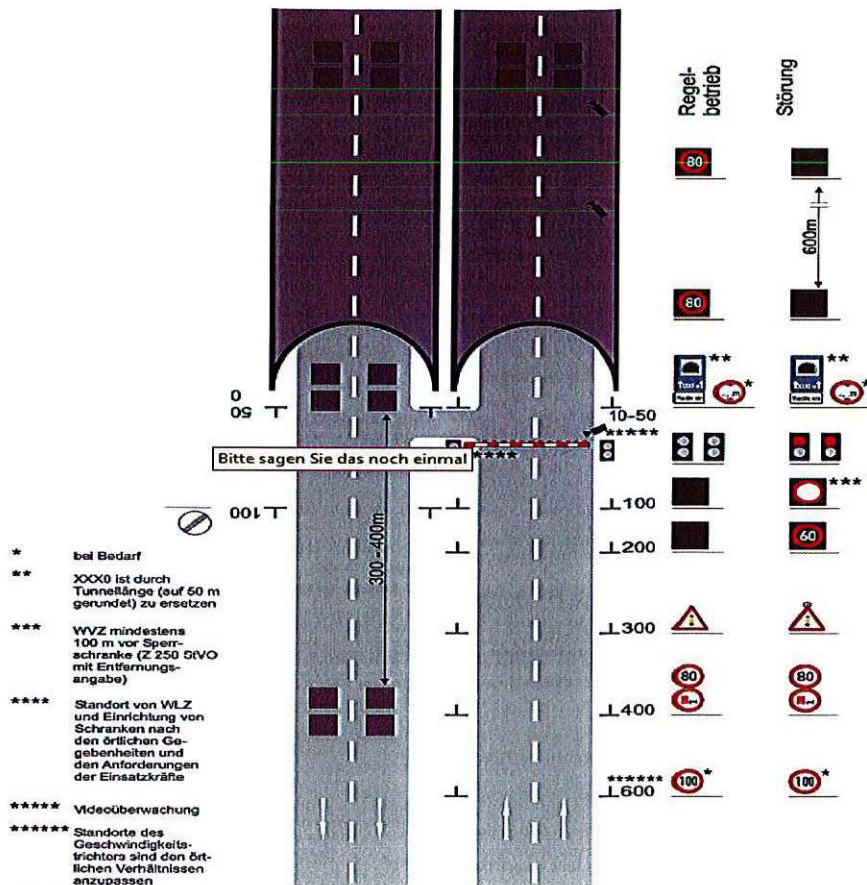 Regel-
betrieb
Störung
80
600m
80
**
**
*
*
0
50
10-50
*****
Bitte sagen Sie das noch einmal
****
***
100
100
60
200
300 - 400m
300
80
80
400
******
100
*
100
*
600
* bei Bedarf
** XXX0 ist durch
Tunnellänge (auf 50 m
gerundet) zu ersetzen
*** WVZ mindestens
100 m vor Sperr-
schranke (Z 250 StVO
mit Entfernungs-
angabe)
**** Standort von WLZ
und Einrichtung von
Schranken nach
den örtlichen Ge-
gebenheiten und
den Anforderungen
der Einsatzkräfte
***** Videoüberwachung
****** Standorte des
Geschwindigkeits-
trichters sind den ört-
lichen Verhältnissen
anzupassen